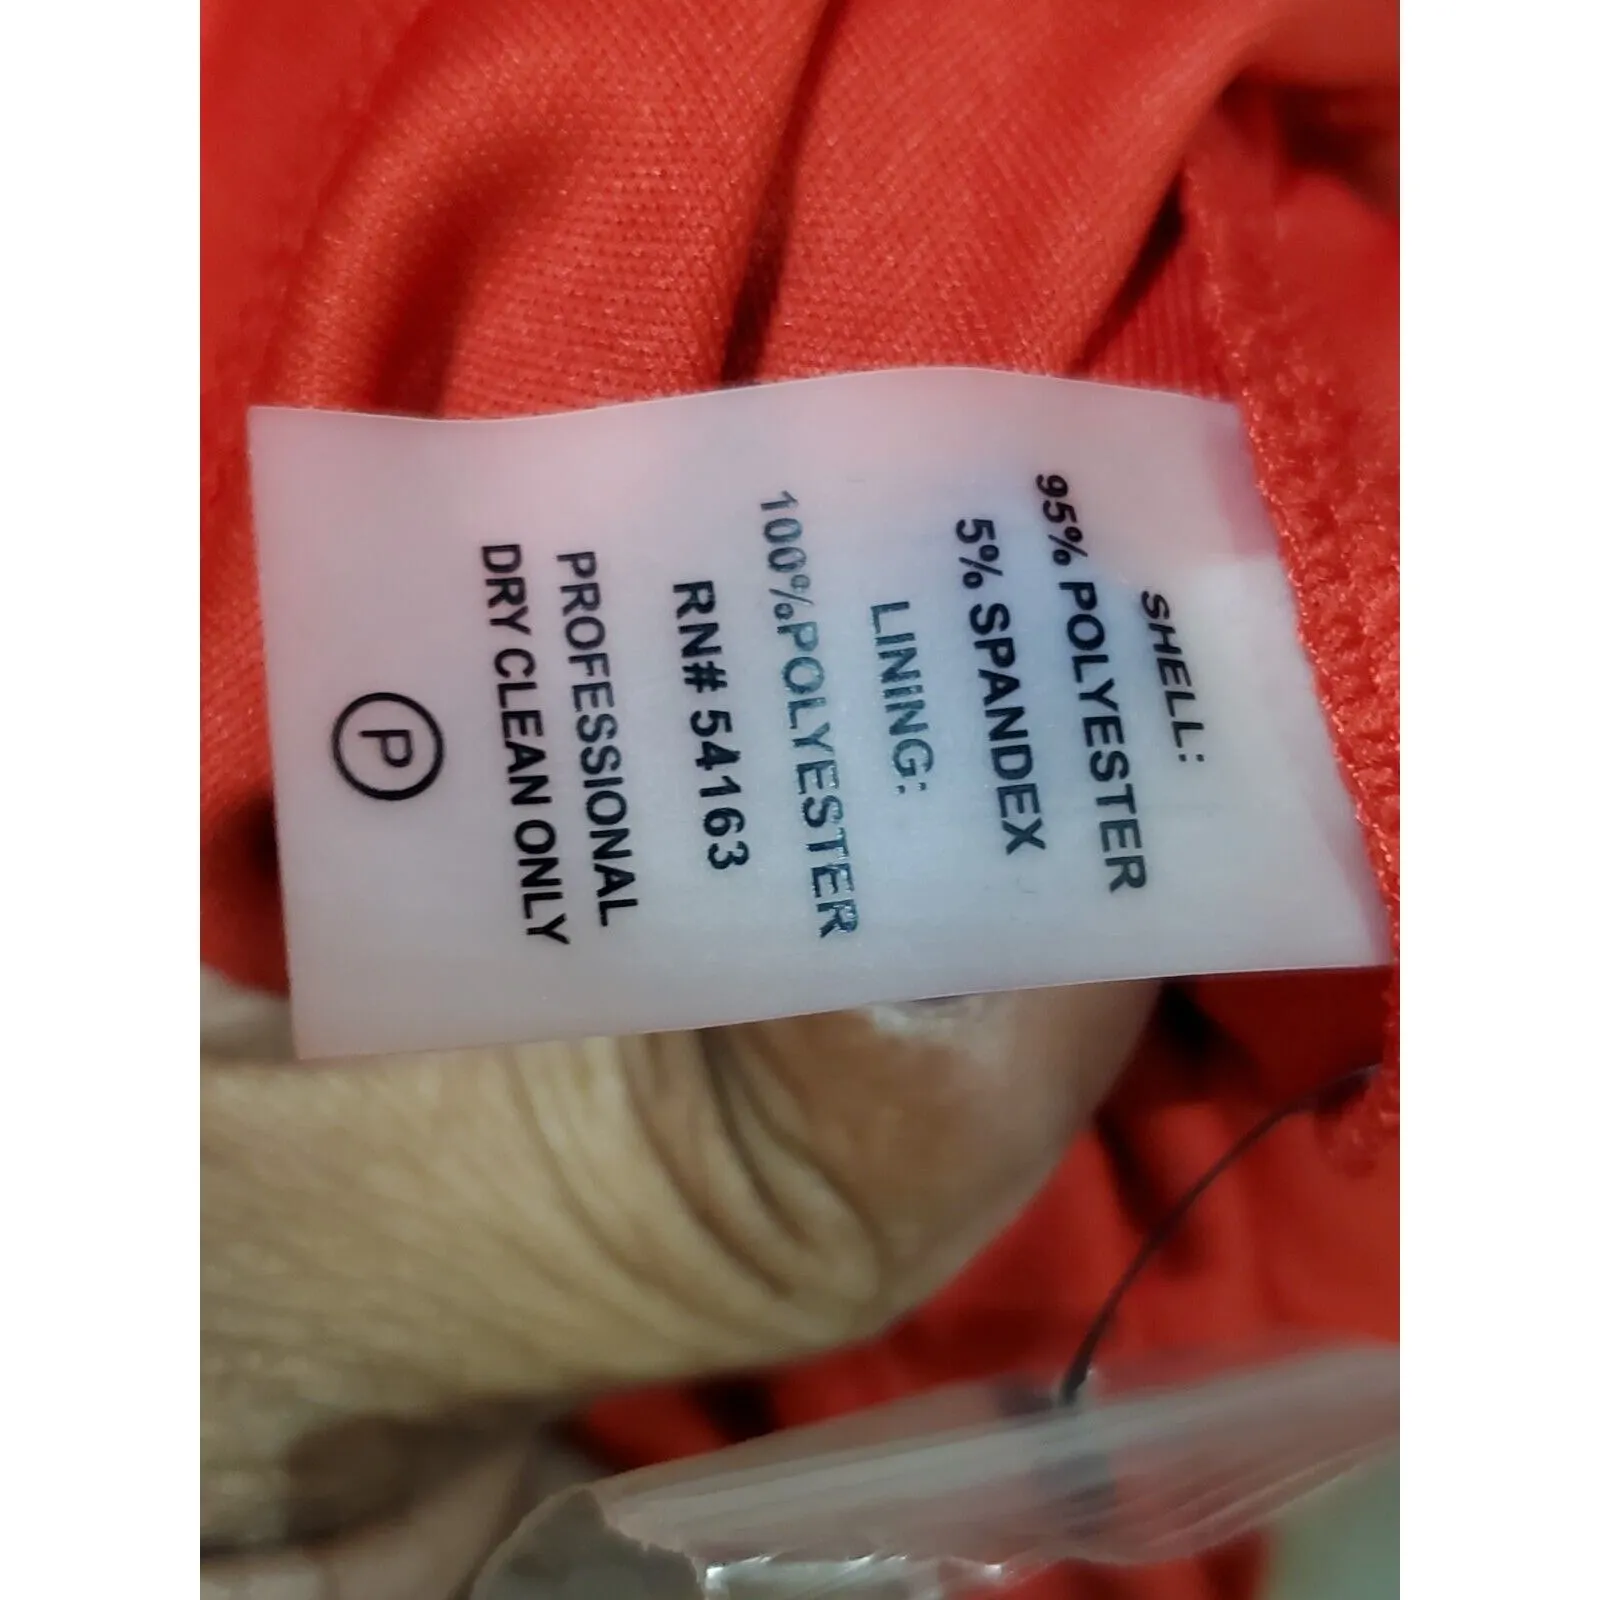 SHELL:
95% POLYESTER
5% SPANDEX
LINING:
100%POLYESTER
RN# 54163
PROFESSIONAL
DRY CLEAN ONLY
P